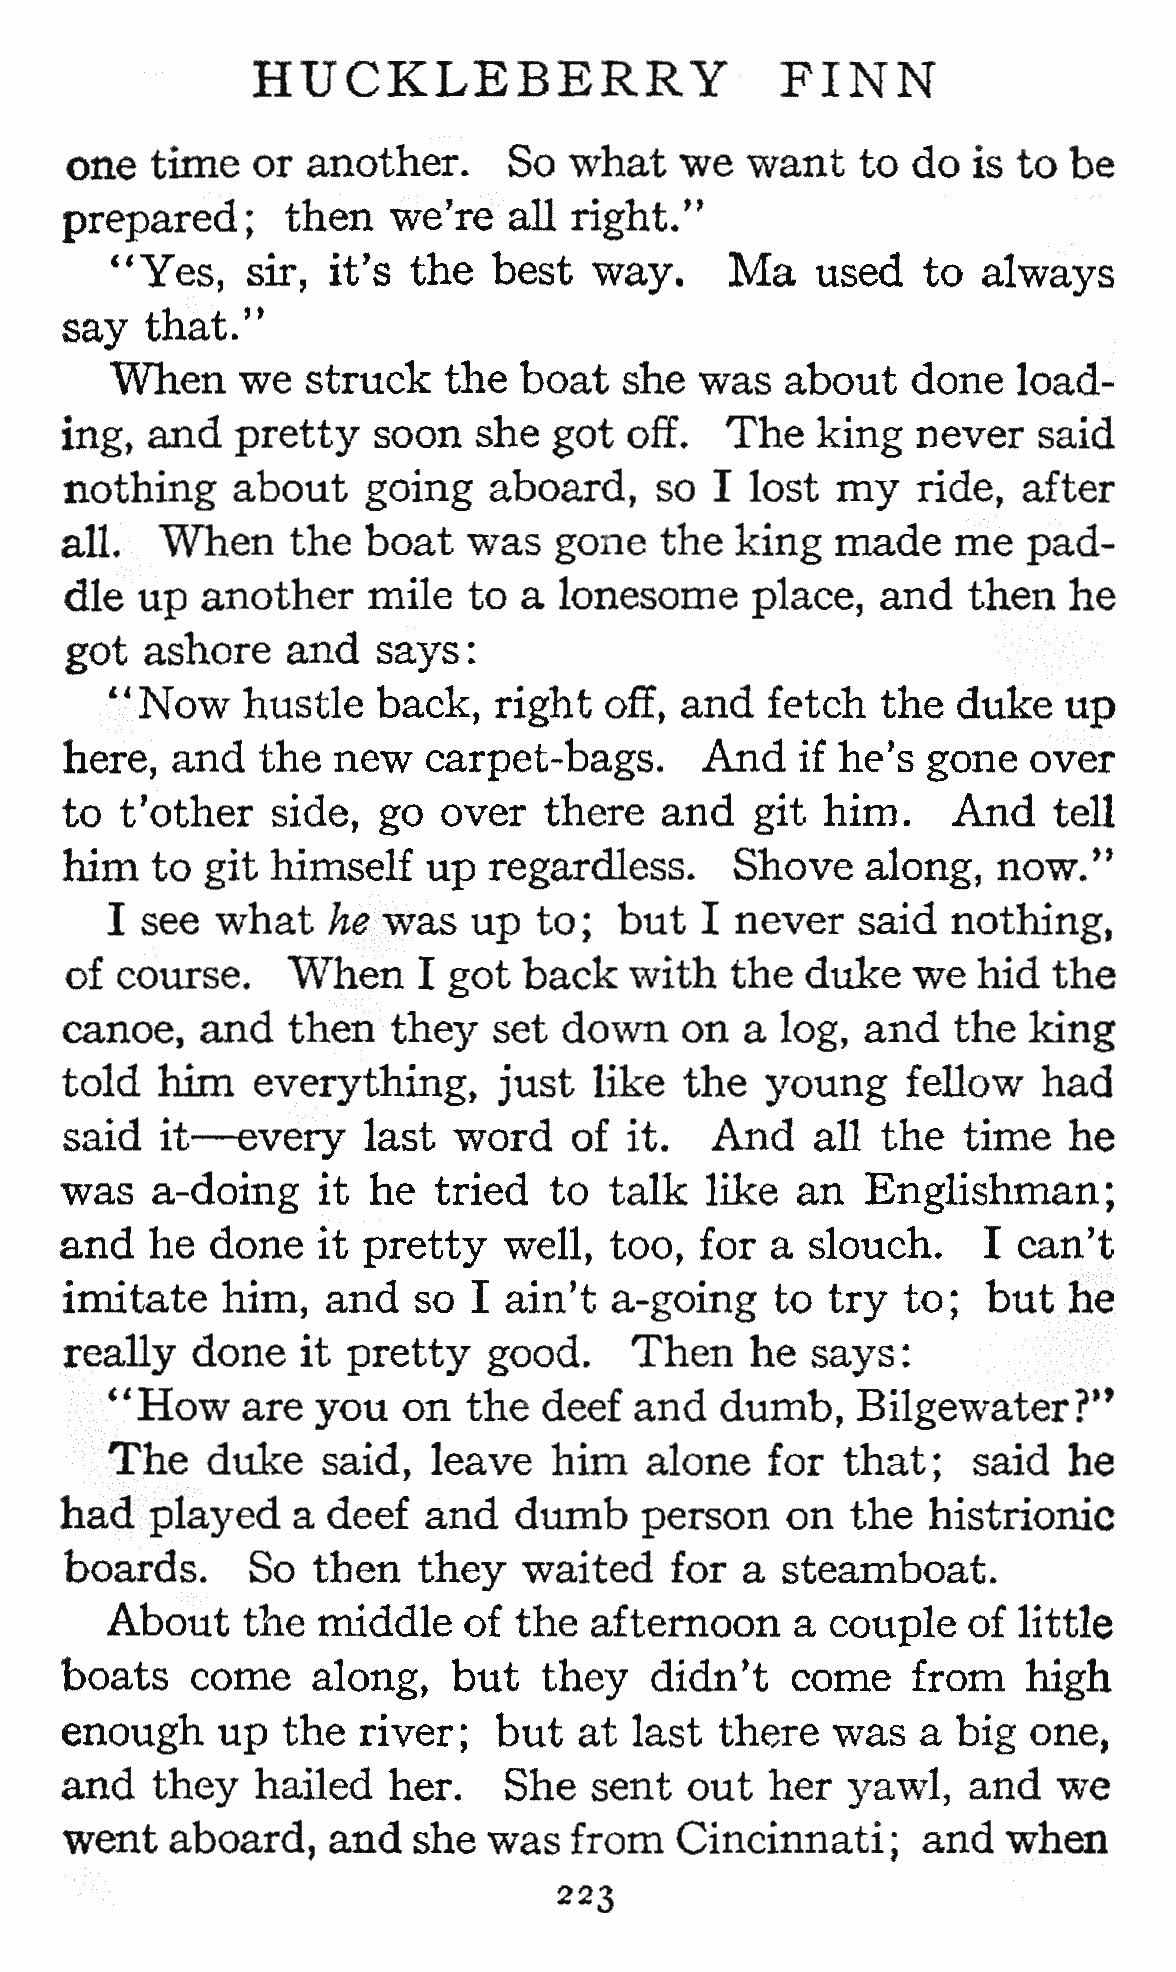 HUCKLEBERRY FINN
one time or another. So what we want to do is to be
prepared; then we're all right."
"Yes, sir, it's the best way. Ma used to always
say that."
When we struck the boat she was about done load-
ing, and pretty soon she got off. The king never said
nothing about going aboard, so I lost my ride, after
all. When the boat was gone the king made me pad-
dle up another mile to a lonesome place, and then he
got ashore and says:
"Now hustle back, right off, and fetch the duke up
here, and the new carpet-bags. And if he's gone over
to t'other side, go over there and git him. And tell
him to git himself up regardless. Shove along, now."
I see what he was up to; but I never said nothing,
of course. When I got back with the duke we hid the
canoe, and then they set down on a log, and the king
told him everything, just like the young fellow had
said it—every last word of it. And all the time he
was a-doing it he tried to talk like an Englishman;
and he done it pretty well, too, for a slouch. I can't
imitate him, and so I ain't a-going to try to; but he
really done it pretty good. Then he says:
"How are you on the deef and dumb, Bilgewater?"
The duke said, leave him alone for that; said he
had played a deef and dumb person on the histrionic
boards. So then they waited for a steamboat.
About the middle of the afternoon a couple of little
boats come along, but they didn't come from high
enough up the river; but at last there was a big one,
and they hailed her. She sent out her yawl, and we
went aboard, and she was from Cincinnati; and when
223